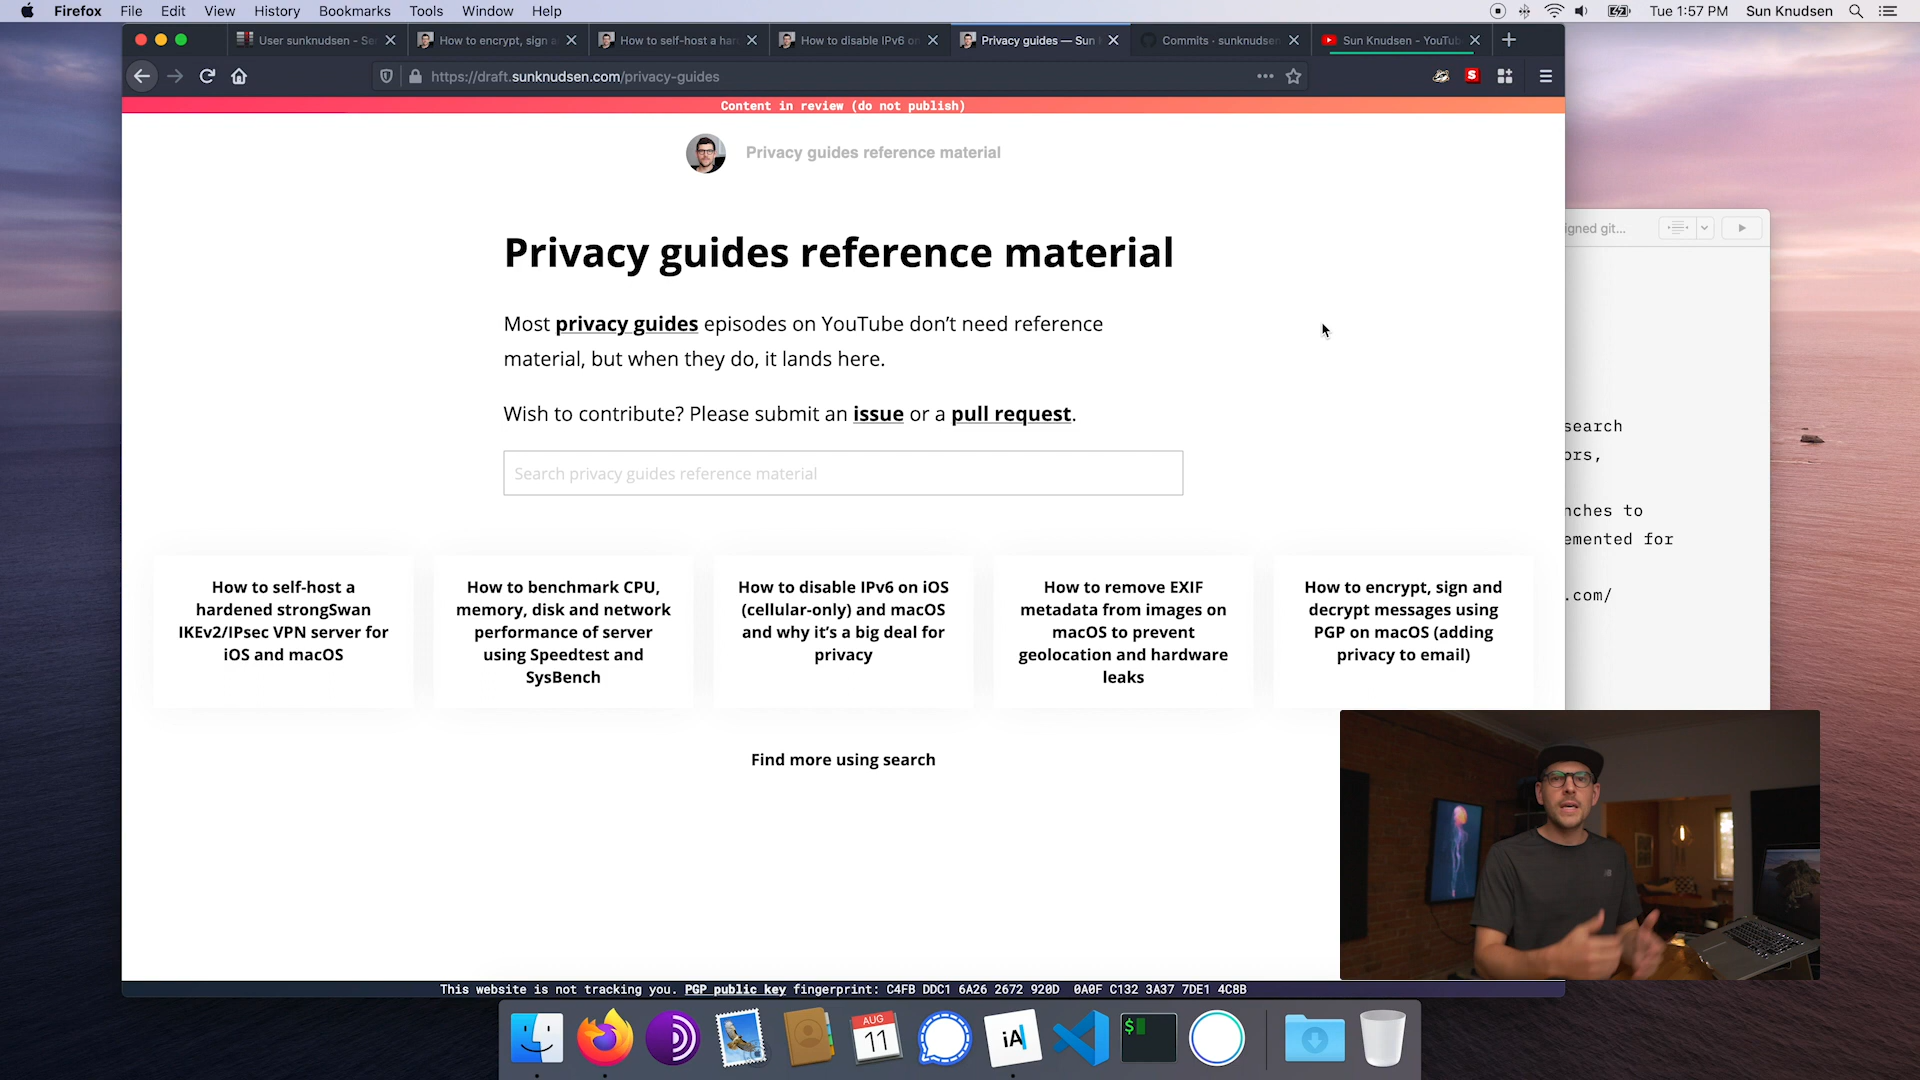 Firefox File Edit View History Bookmarks Tools Window Help
Tue 1:57 PM Sun Knudsen
User sunknudsen - Se
How to encrypt, sign a
How to self-host a har
How to disable IPv6 on
Privacy guides — Sun
Commits · sunknudsen
Sun Knudsen - YouTub
https://draft.sunknudsen.com/privacy-guides
S
Content in review (do not publish)
Privacy guides reference material
Privacy guides reference material
Most privacy guides episodes on YouTube don’t need reference
material, but when they do, it lands here.
Wish to contribute? Please submit an issue or a pull request.
Search privacy guides reference material
How to self-host a
hardened strongSwan
IKEv2/IPsec VPN server for
iOS and macOS
How to benchmark CPU,
memory, disk and network
performance of server
using Speedtest and
SysBench
How to disable IPv6 on iOS
(cellular-only) and macOS
and why it’s a big deal for
privacy
How to remove EXIF
metadata from images on
macOS to prevent
geolocation and hardware
leaks
How to encrypt, sign and
decrypt messages using
PGP on macOS (adding
privacy to email)
Find more using search
igned git...
search
ors,
nches to
emented for
.com/
This website is not tracking you. PGP public key fingerprint: C4FB DDC1 6A26 2672 920D 0A0F C132 3A37 7DE1 4C8B
AUG
11
iA
$